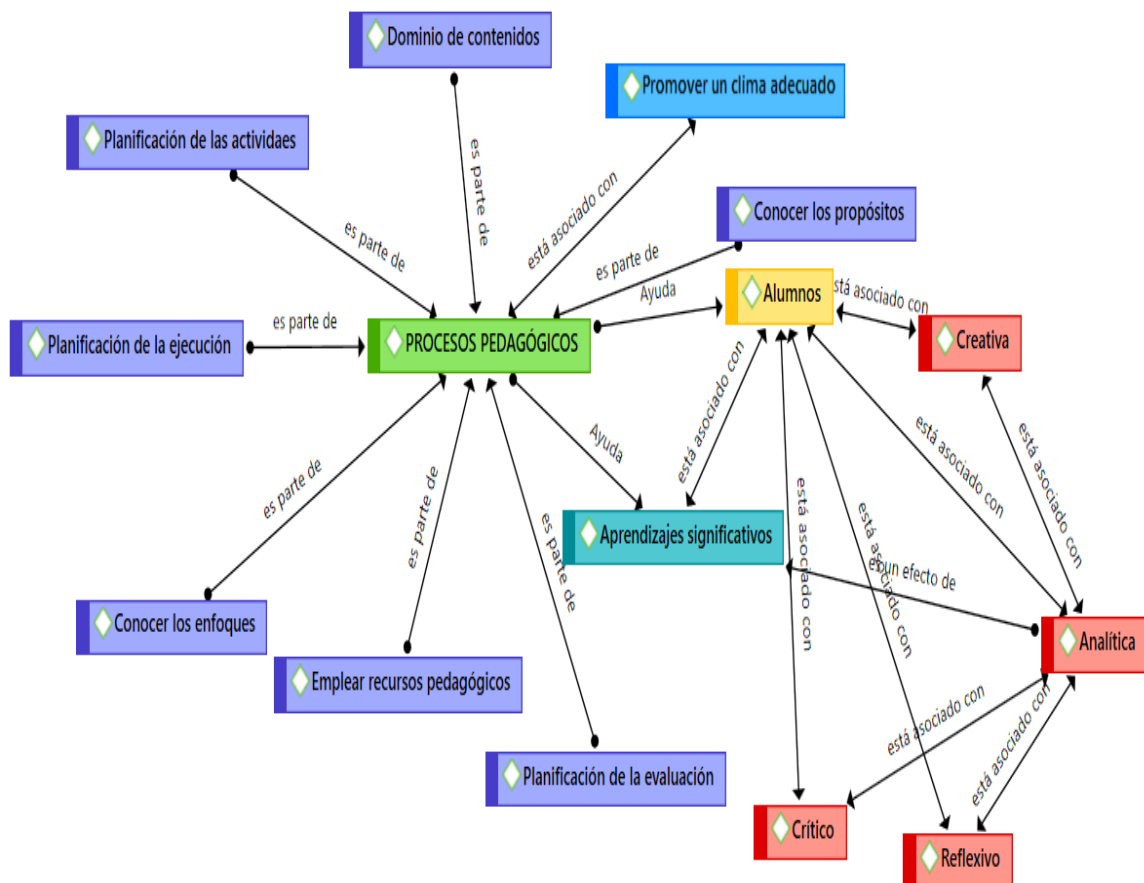 Dominio de contenidos
Promover un clima adecuado
Planificación de las actividaes
es parte de
está asociado con
Conocer los propósitos
es parte de
es parte de
Ayuda
Alumnos
está asociado con
es parte de
Planificación de la ejecución
PROCESOS PEDAGÓGICOS
Creativa
está asociado con
Ayuda
está asociado con
está asociado con
es parte de
es parte de
es parte de
Aprendizajes significativos
está asociado con
está asociado con
es un efecto de
Conocer los enfoques
Analítica
Emplear recursos pedagógicos
está asociado con
está asociado con
Planificación de la evaluación
Crítico
Reflexivo